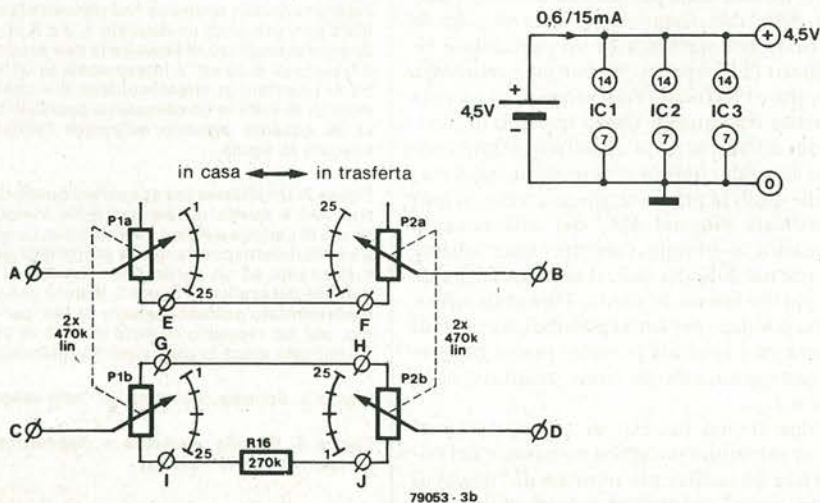 0,6/15mA
+
4,5V
+
4,5V
−
14
14
14
IC1
IC2
IC3
7
7
7
0
in casa
in trasferta
P1a
1
25
P2a
A
B
25
1
E
F
2x
470k
lin
2x
470k
lin
G
H
P1b
1
25
P2b
C
D
25
R16
1
I
270k
J
79053 - 3b